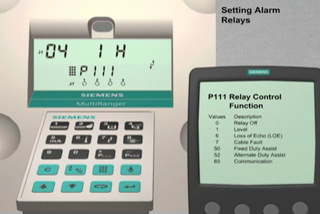 Setting Alarm
Relays
04 1 H
P111
SIEMENS
MultiRanger
SIEMENS
SIEMENS
P111 Relay Control
Function
Values Description
0 Relay Off
1 Level
6 Loss of Echo (LOE)
7 Cable Fault
50 Fixed Duty Assist
52 Alternate Duty Assist
65 Communication